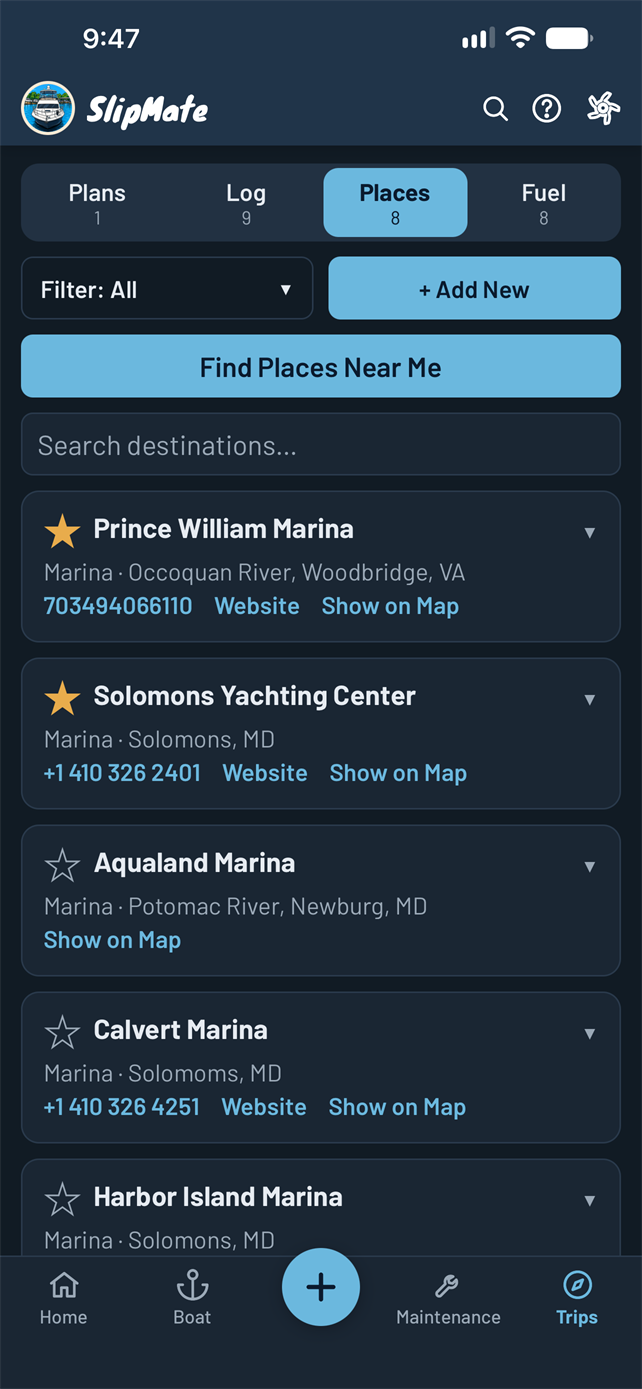 9:47
SlipMate
Plans Log Places Fuel
1 9 8 8
Filter: All ▼ + Add New
Find Places Near Me
Search destinations...
Prince William Marina ▼
Marina · Occoquan River, Woodbridge, VA
703494066110 Website Show on Map
Solomons Yachting Center ▼
Marina · Solomons, MD
+1 410 326 2401 Website Show on Map
Aqualand Marina ▼
Marina · Potomac River, Newburg, MD
Show on Map
Calvert Marina ▼
Marina · Solomoms, MD
+1 410 326 4251 Website Show on Map
Harbor Island Marina ▼
Marina · Solomons, MD
Home Boat + Maintenance Trips